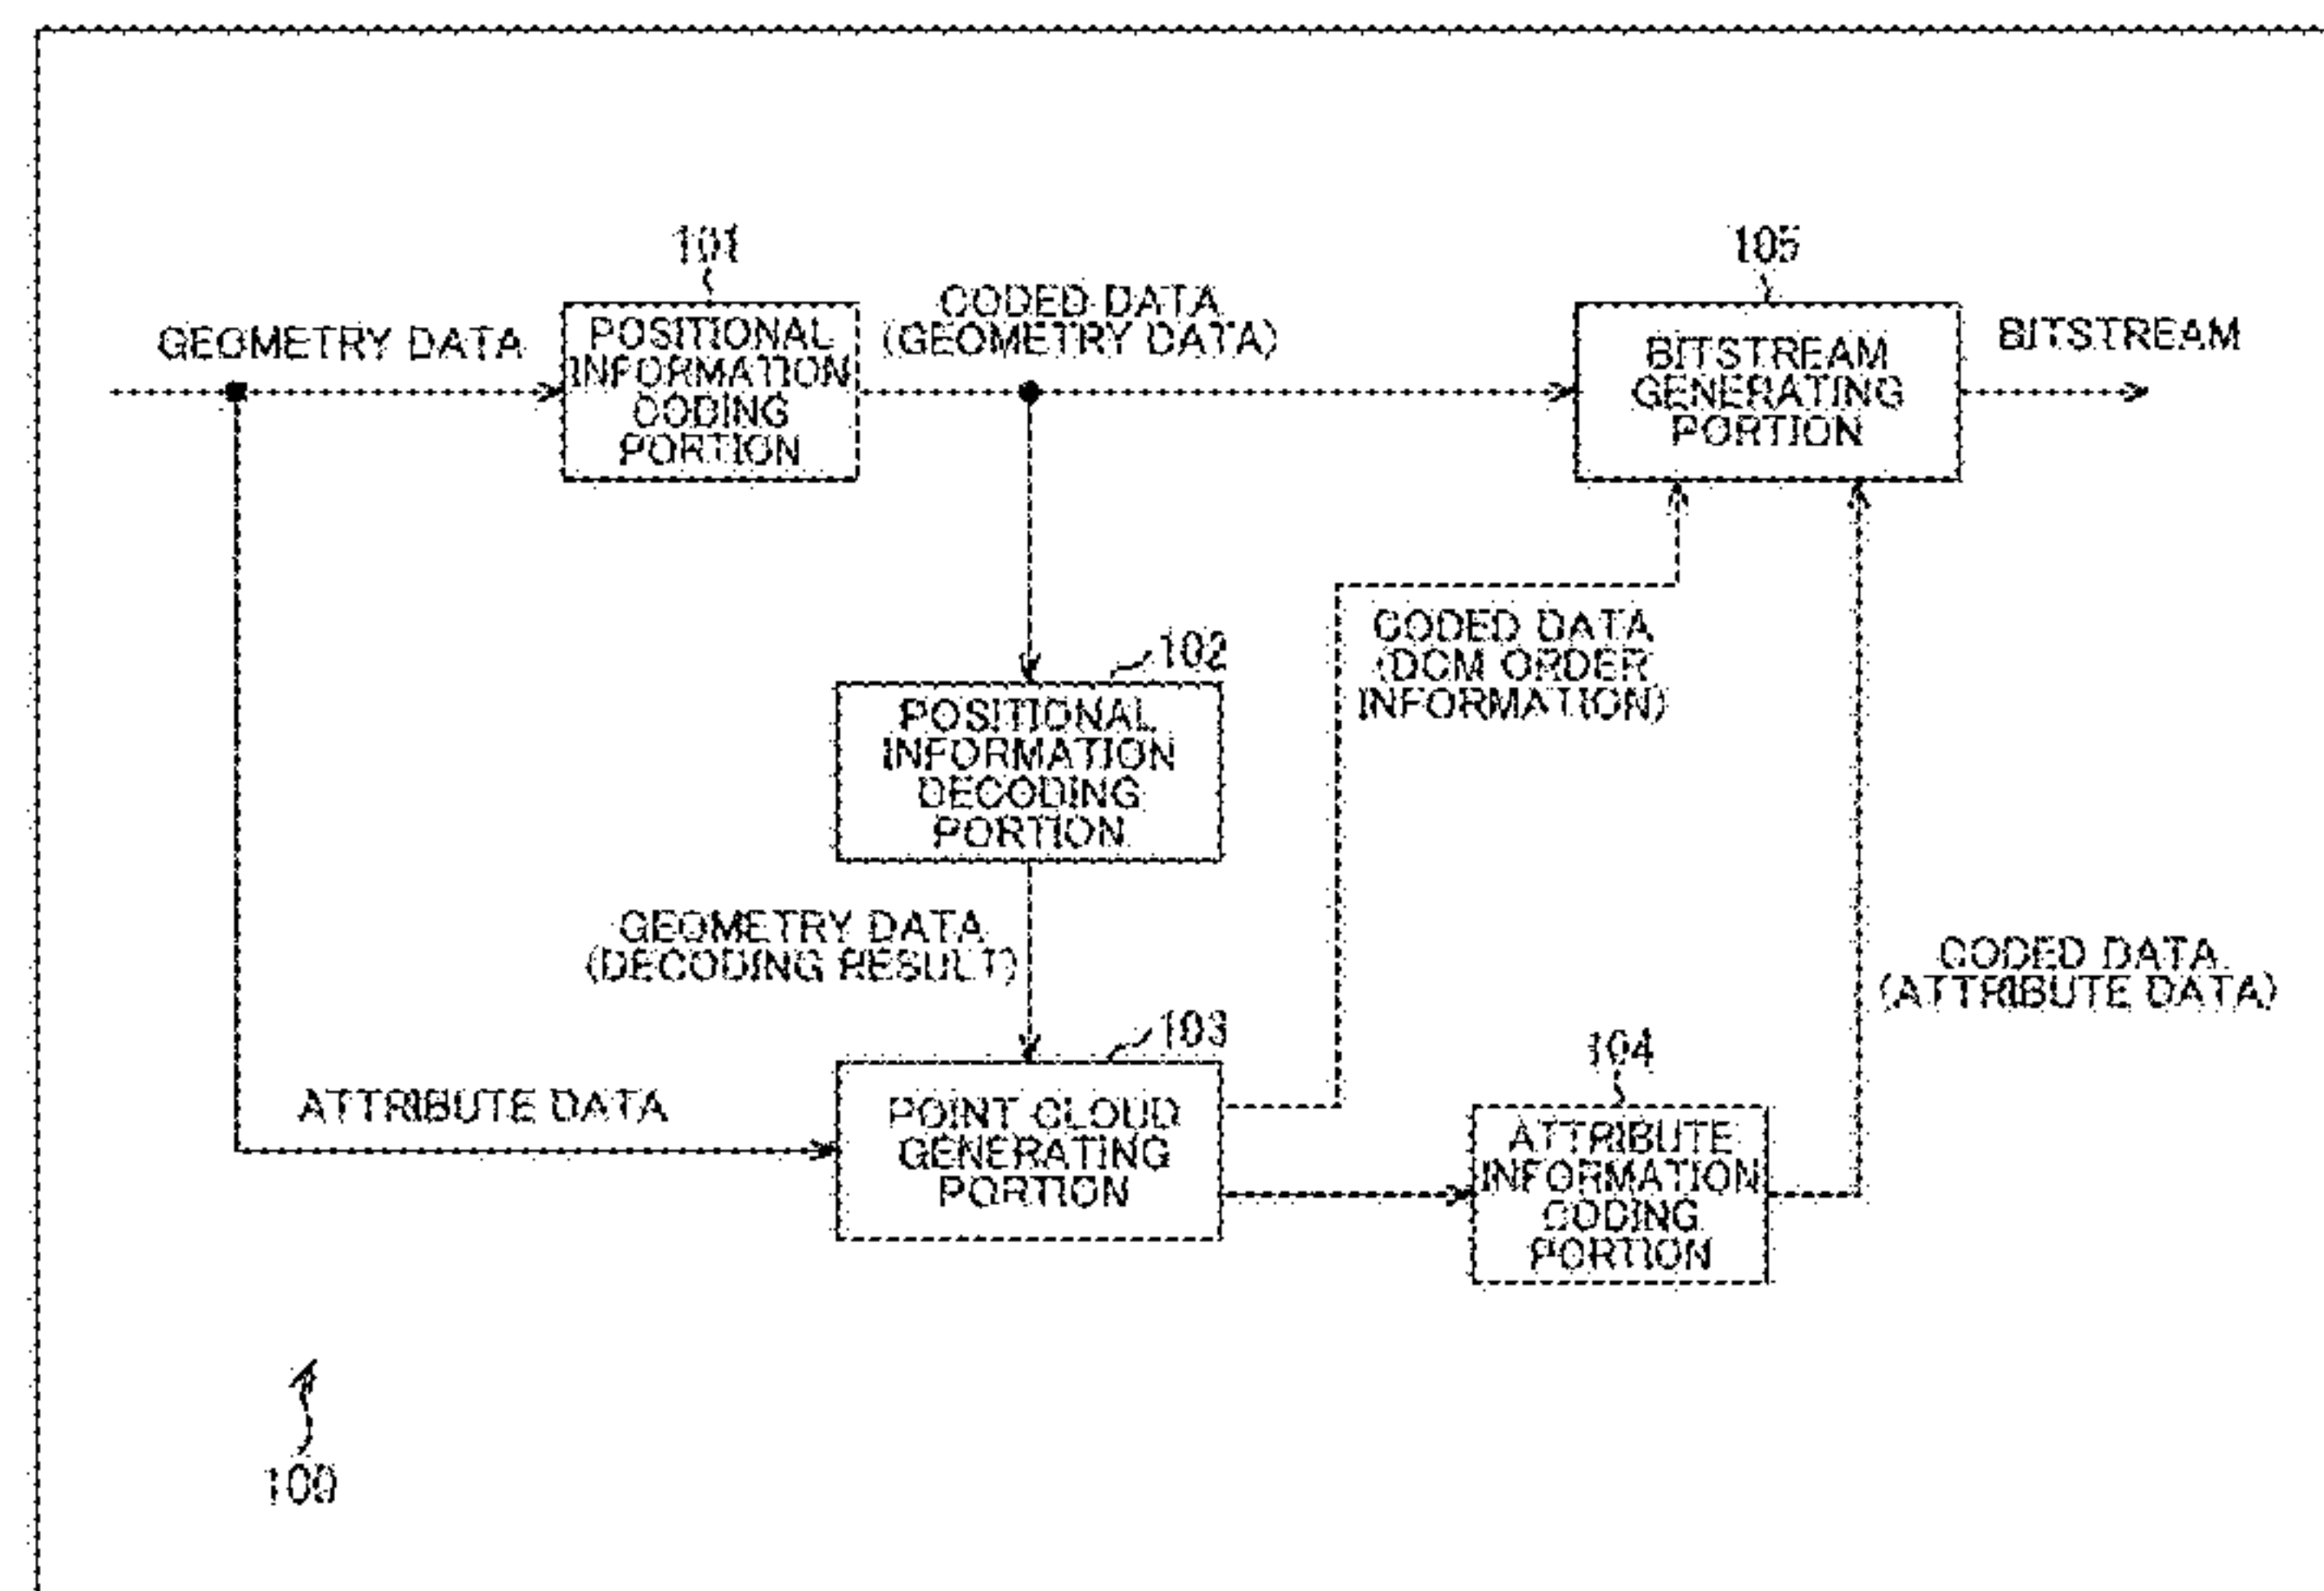 101
105
GEOMETRY DATA
POSITIONAL
INFORMATION
CODING
PORTION
CODED DATA
(GEOMETRY DATA)
BITSTREAM
GENERATING
PORTION
BITSTREAM
102
POSITIONAL
INFORMATION
DECODING
PORTION
CODED DATA
(DCM ORDER
INFORMATION)
GEOMETRY DATA
(DECODING RESULT)
CODED DATA
(ATTRIBUTE DATA)
103
104
ATTRIBUTE DATA
POINT CLOUD
GENERATING
PORTION
ATTRIBUTE
INFORMATION
CODING
PORTION
100